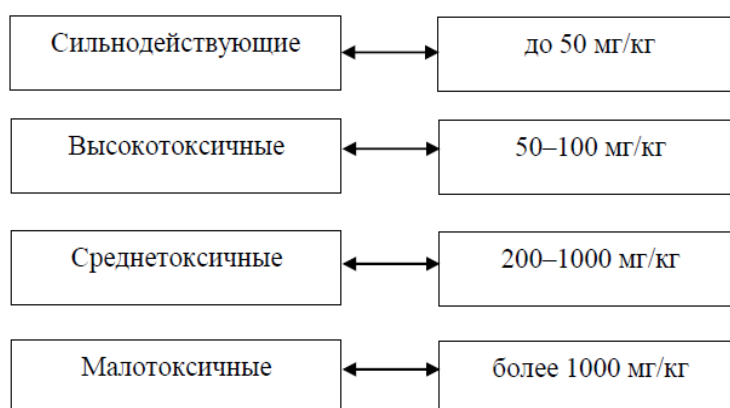 Сильнодействующие до 50 мг/кг
Высокотоксичные 50–100 мг/кг
Среднетоксичные 200–1000 мг/кг
Малотоксичные более 1000 мг/кг